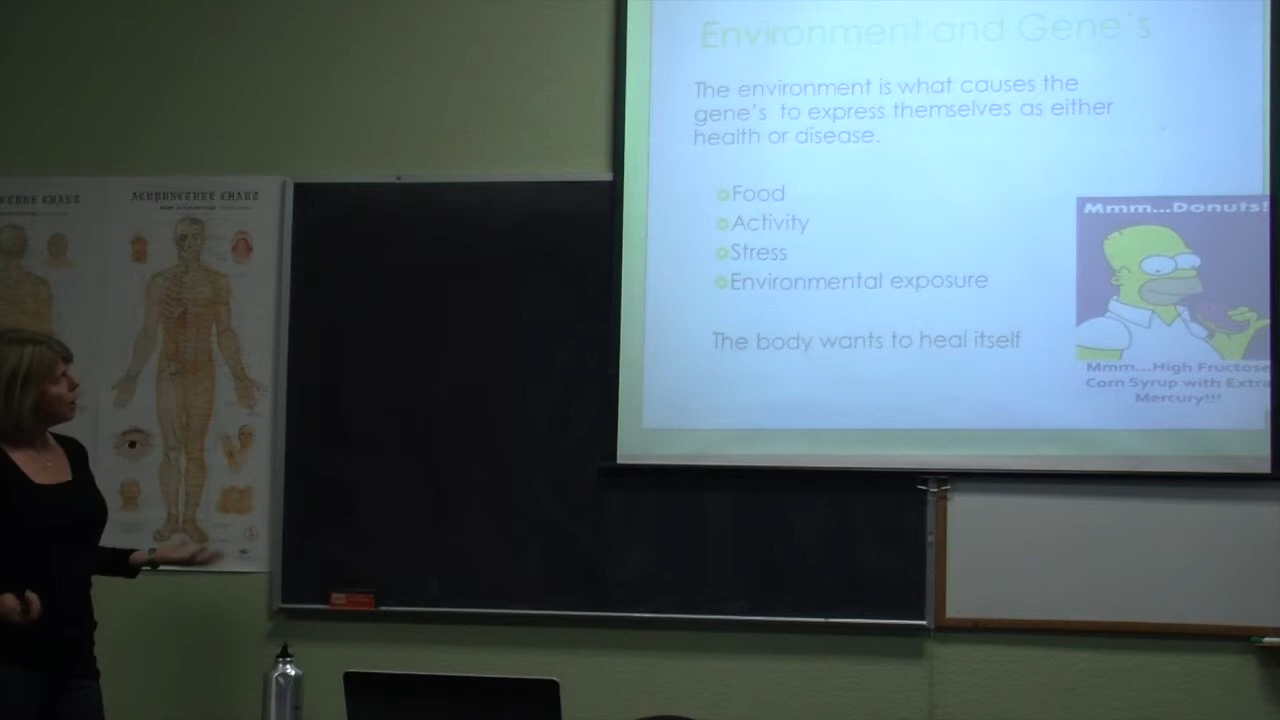 Environment and Gene's
The environment is what causes the
gene's to express themselves as either
health or disease.
Food
Activity
Stress
Environmental exposure
The body wants to heal itself
Mmm...Donuts!
Mmm...High Fructose
Corn Syrup with Extra
Mercury!!!
CHART
ACUPUNCTURE CHART